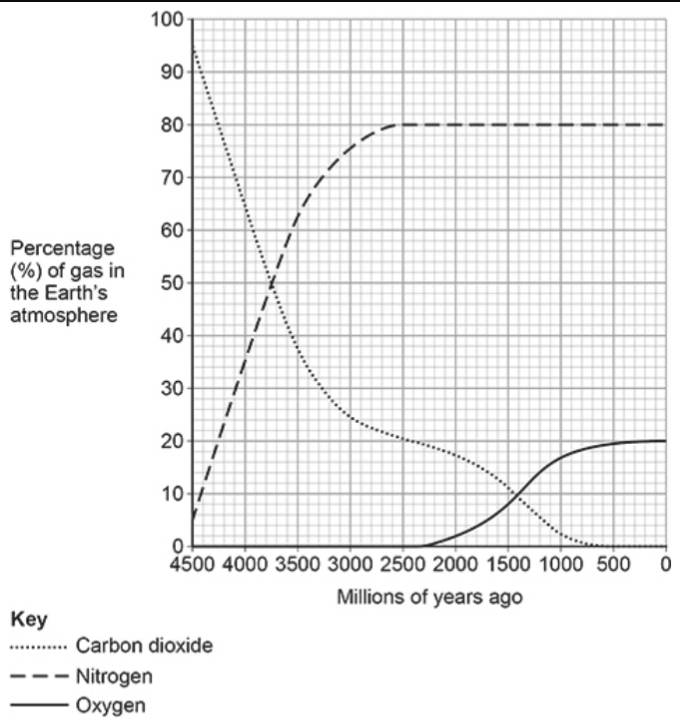 100
90
80
70
60
50
40
30
20
10
0
Percentage
(%) of gas in
the Earth's
atmosphere
4500 4000 3500 3000 2500 2000 1500 1000 500 0
Millions of years ago
Key
Carbon dioxide
Nitrogen
Oxygen